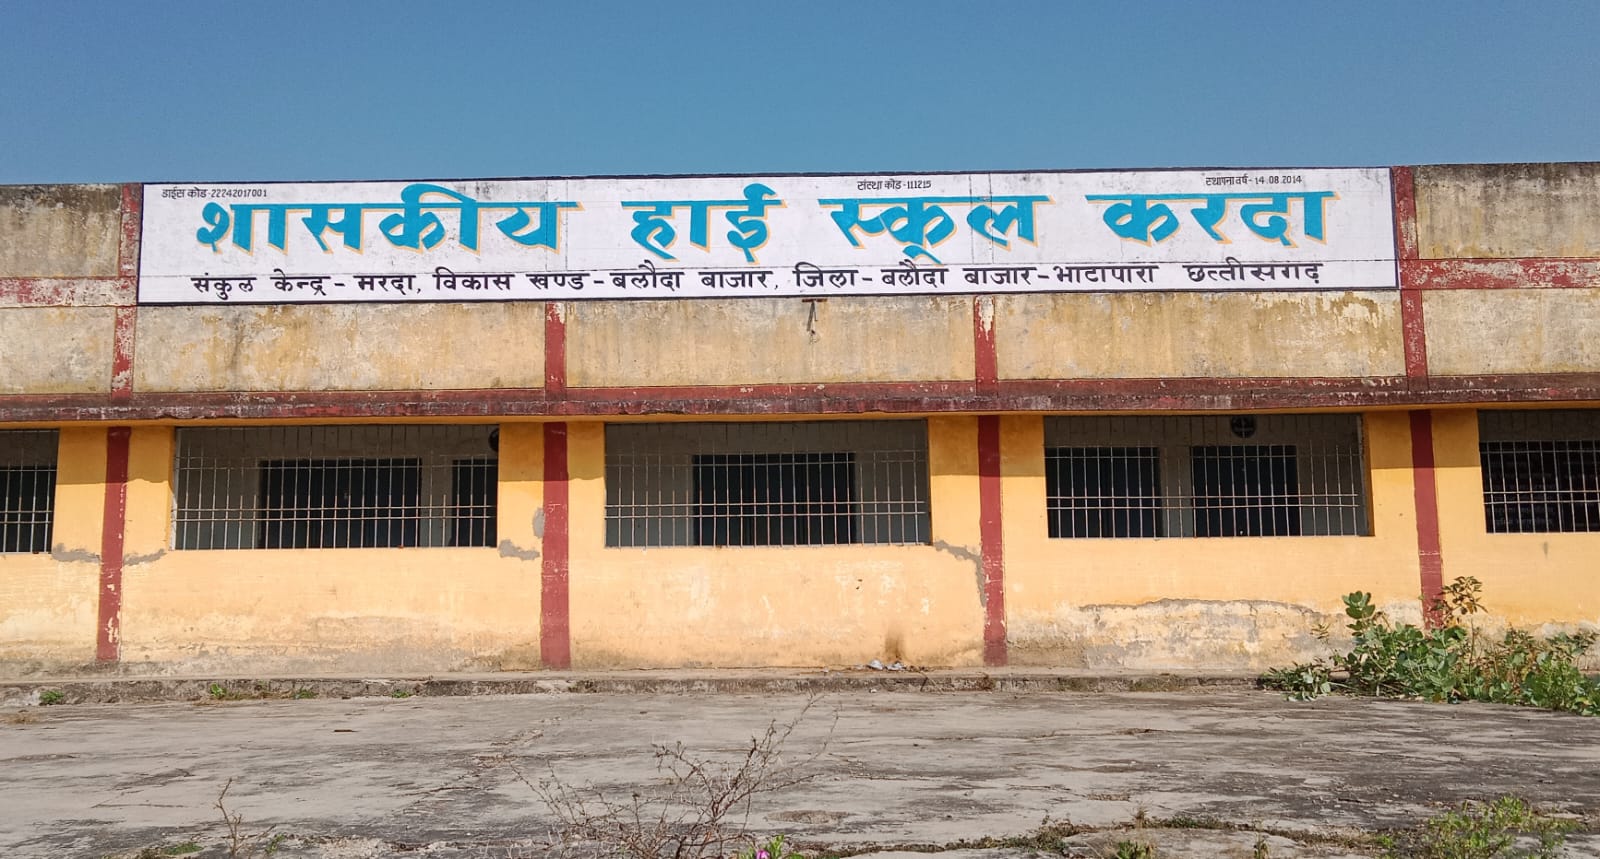 डाईस कोड-22242017001 संस्था कोड-111215 स्थापना वर्ष-14.08.2014
शासकीय हाई स्कूल करदा
संकुल केन्द्र - मरदा, विकास खण्ड - बलौदा बाजार, जिला - बलौदा बाजार - भाटापारा छत्तीसगढ़